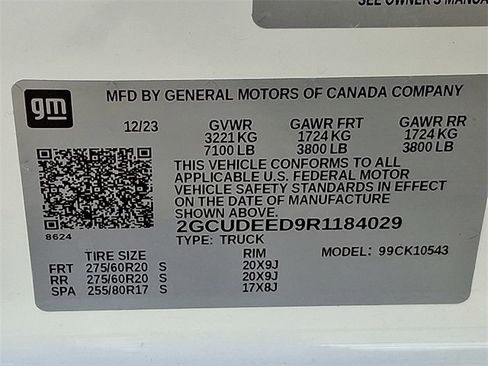 SEE OWNER'S MANUAL
gm
MFD BY GENERAL MOTORS OF CANADA COMPANY
12/23 GVWR GAWR FRT GAWR RR
3221 KG 1724 KG 1724 KG
7100 LB 3800 LB 3800 LB
THIS VEHICLE CONFORMS TO ALL
APPLICABLE U.S. FEDERAL MOTOR
VEHICLE SAFETY STANDARDS IN EFFECT
ON THE DATE OF MANUFACTURE
SHOWN ABOVE.
8624
2GCUDEED9R1184029
TYPE: TRUCK MODEL: 99CK10543
TIRE SIZE RIM
FRT 275/60R20 S 20X9J
RR 275/60R20 S 20X9J
SPA 255/80R17 S 17X8J